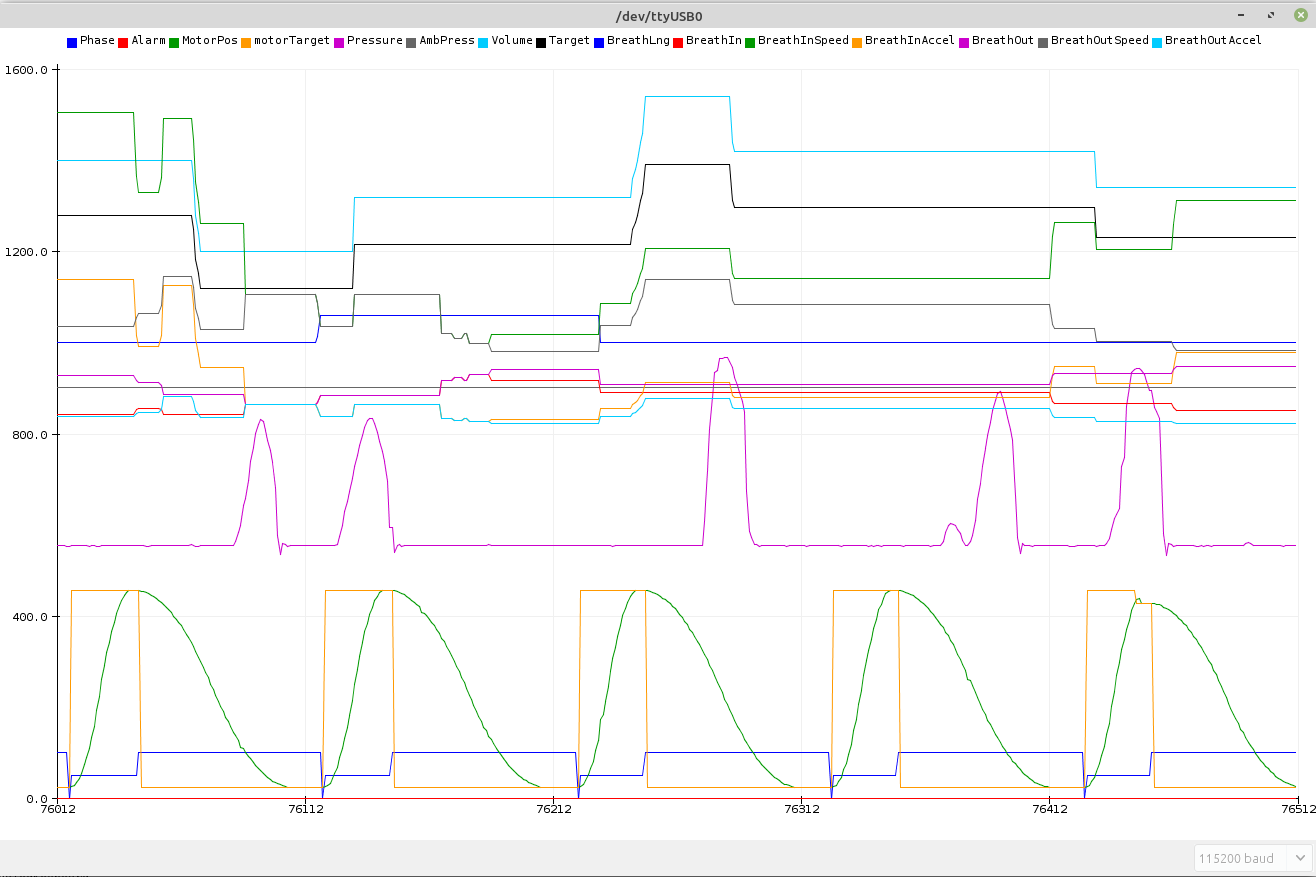 /dev/ttyUSB0
Phase Alarm MotorPos motorTarget Pressure AmbPress Volume Target BreathLng BreathIn BreathInSpeed BreathInAccel BreathOut BreathOutSpeed BreathOutAccel
1600.0
1200.0
800.0
400.0
0.0
76012 76112 76212 76312 76412 76512
115200 baud